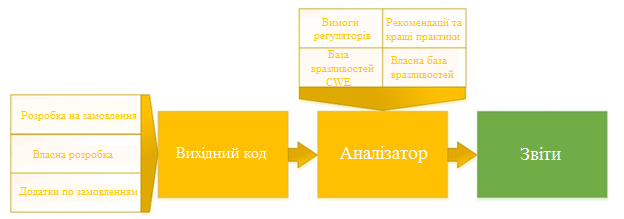 Вимоги
регуляторів
Рекомендації та
кращі практики
База
вразливостей
CWE
Власна база
вразливостей
Розробка на замовлення
Власна розробка
Додатки по замовленням
Вихідний код
Аналізатор
Звіти